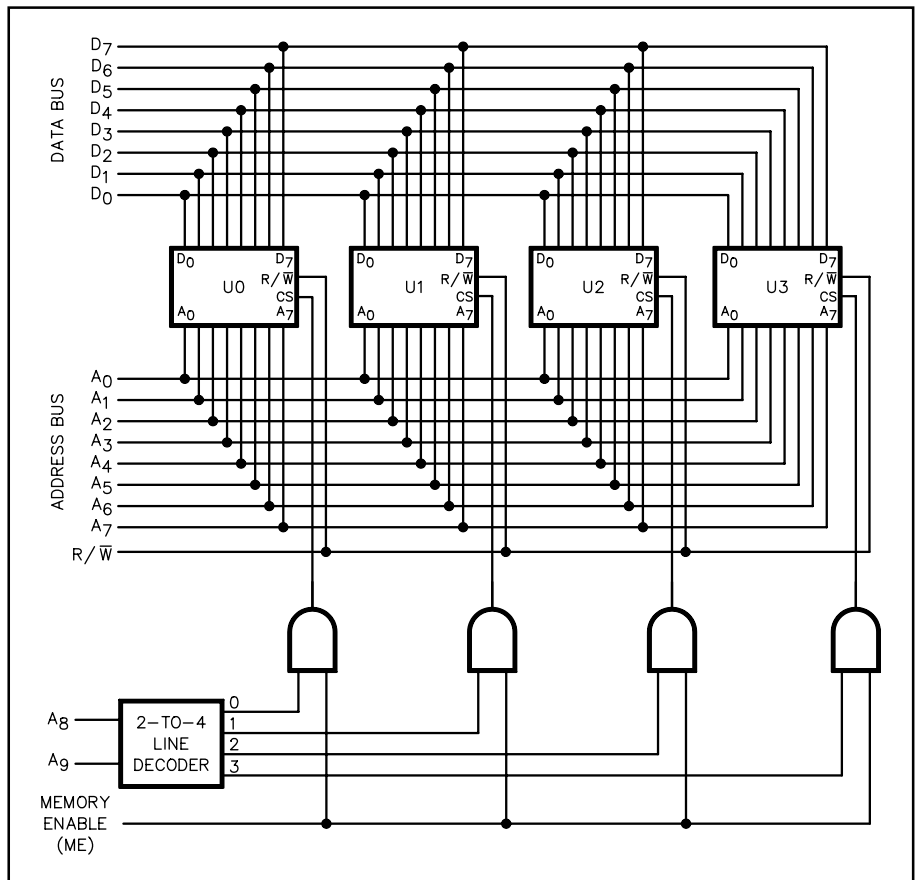 DATA BUS
D7
D6
D5
D4
D3
D2
D1
D0
D0 D7
R/W̅
U0
CS
A0 A7
D0 D7
R/W̅
U1
CS
A0 A7
D0 D7
R/W̅
U2
CS
A0 A7
D0 D7
R/W̅
U3
CS
A0 A7
ADDRESS BUS
A0
A1
A2
A3
A4
A5
A6
A7
R/W̅
A8
A9
2-TO-4
LINE
DECODER
0
1
2
3
MEMORY
ENABLE
(ME)